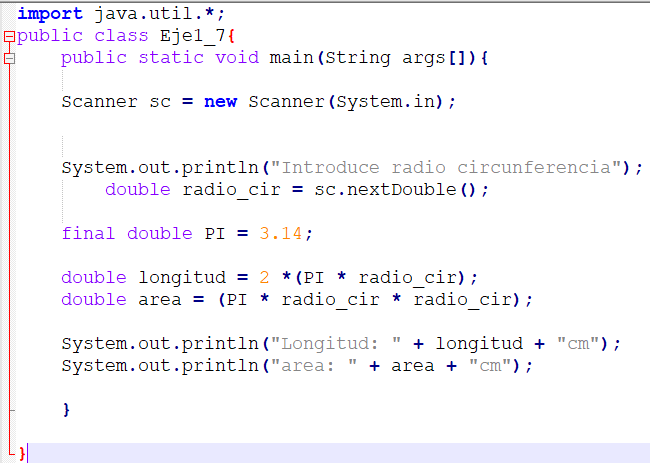 import java.util.*;
public class Eje1_7{
public static void main(String args[]){
Scanner sc = new Scanner(System.in);
System.out.println("Introduce radio circunferencia");
double radio_cir = sc.nextDouble();
final double PI = 3.14;
double longitud = 2 *(PI * radio_cir);
double area = (PI * radio_cir * radio_cir);
System.out.println("Longitud: " + longitud + "cm");
System.out.println("area: " + area + "cm");
}
}